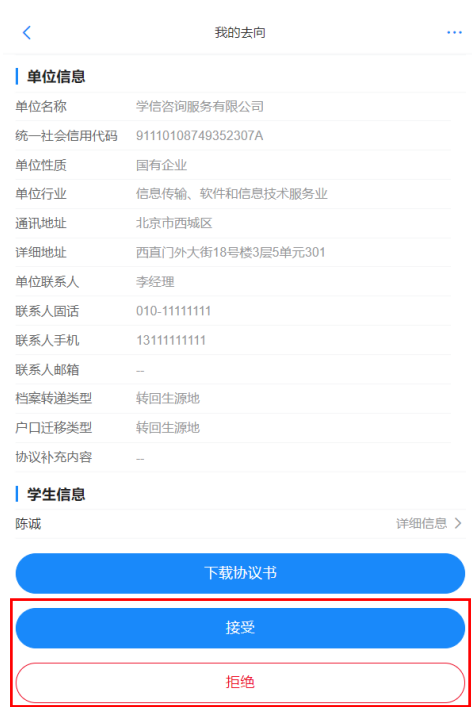 我的去向
单位信息
单位名称 学信咨询服务有限公司
统一社会信用代码 91110108749352307A
单位性质 国有企业
单位行业 信息传输、软件和信息技术服务业
通讯地址 北京市西城区
详细地址 西直门外大街18号楼3层5单元301
单位联系人 李经理
联系人固话 010-11111111
联系人手机 13111111111
联系人邮箱 --
档案转递类型 转回生源地
户口迁移类型 转回生源地
协议补充内容 --
学生信息
陈诚 详细信息
下载协议书
接受
拒绝